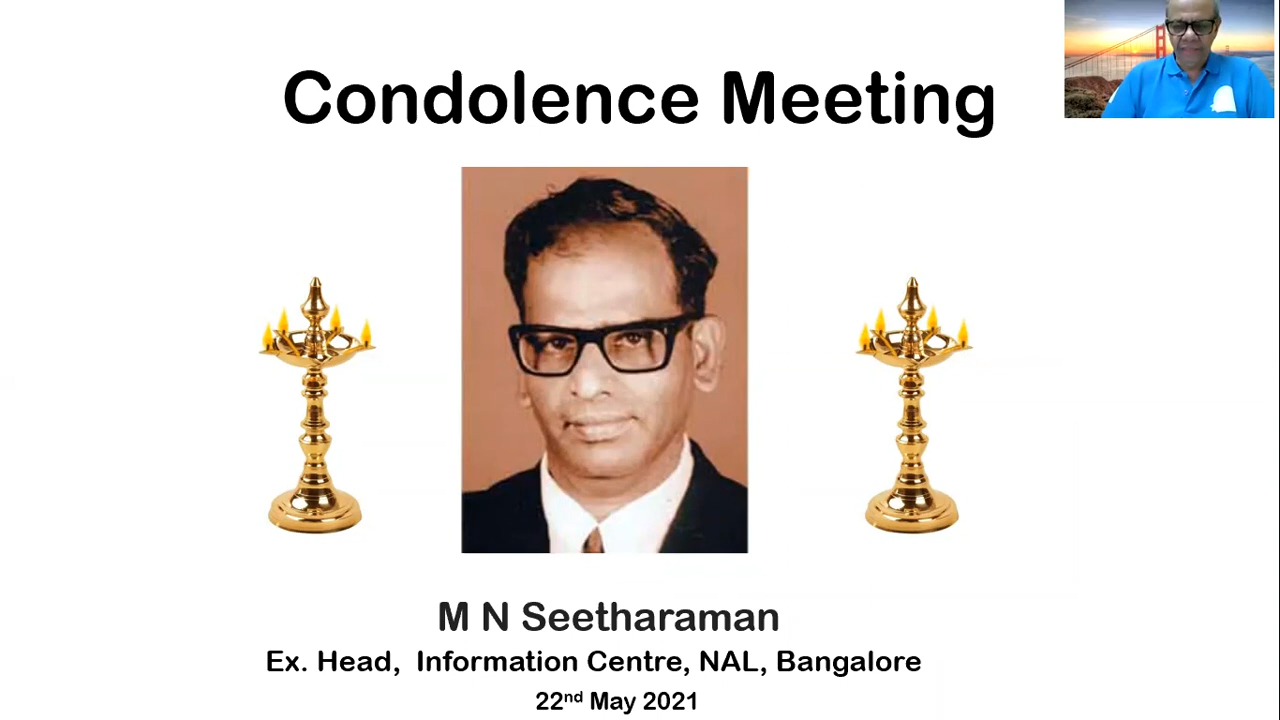 Condolence Meeting
M N Seetharaman
Ex. Head, Information Centre, NAL, Bangalore
22nd May 2021